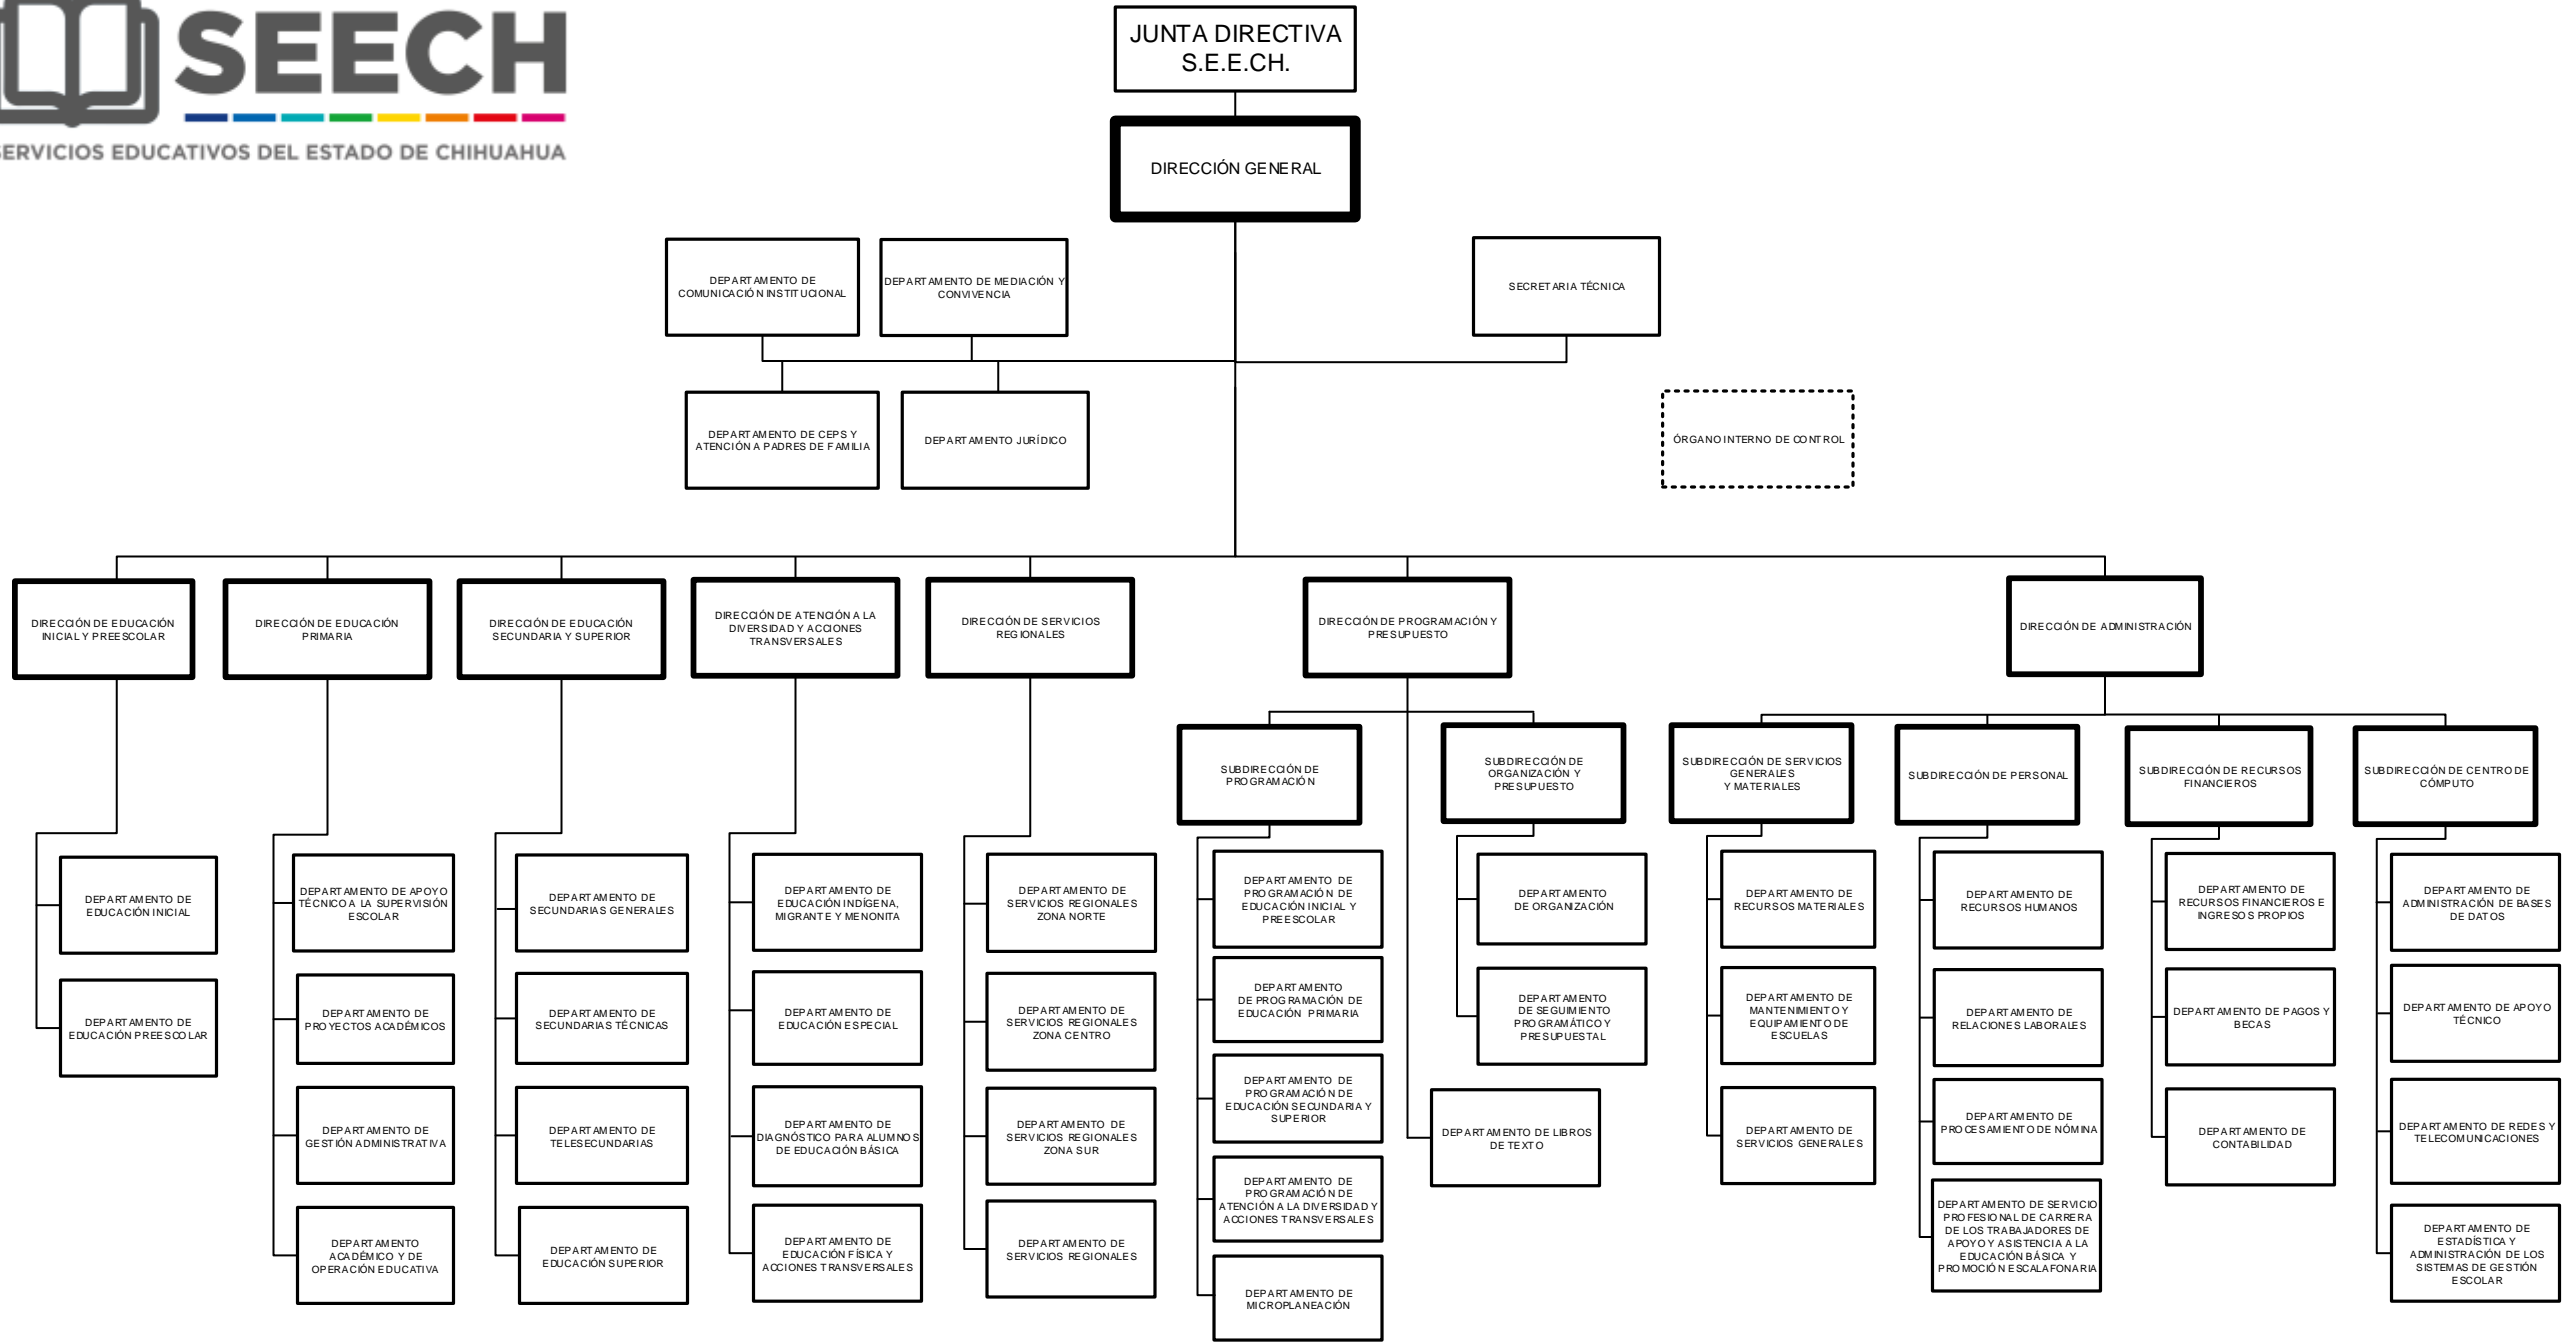 SEECH
SERVICIOS EDUCATIVOS DEL ESTADO DE CHIHUAHUA
JUNTA DIRECTIVA
S.E.E.CH.
DIRECCIÓN GENERAL
DEPARTAMENTO DE
COMUNICACIÓN INSTITUCIONAL
DEPARTAMENTO DE MEDIACIÓN Y
CONVIVENCIA
SECRETARIA TÉCNICA
DEPARTAMENTO DE CEPS Y
ATENCIÓN A PADRES DE FAMILIA
DEPARTAMENTO JURÍDICO
ÓRGANO INTERNO DE CONTROL
DIRECCIÓN DE EDUCACIÓN
INICIAL Y PREESCOLAR
DIRECCIÓN DE EDUCACIÓN
PRIMARIA
DIRECCIÓN DE EDUCACIÓN
SECUNDARIA Y SUPERIOR
DIRECCIÓN DE ATENCIÓN A LA
DIVERSIDAD Y ACCIONES
TRANSVERSALES
DIRECCIÓN DE SERVICIOS
REGIONALES
DIRECCIÓN DE PROGRAMACIÓN Y
PRESUPUESTO
DIRECCIÓN DE ADMINISTRACIÓN
SUBDIRECCIÓN DE
PROGRAMACIÓN
SUBDIRECCIÓN DE
ORGANIZACIÓN Y
PRESUPUESTO
SUBDIRECCIÓN DE SERVICIOS
GENERALES
Y MATERIALES
SUBDIRECCIÓN DE PERSONAL
SUBDIRECCIÓN DE RECURSOS
FINANCIEROS
SUBDIRECCIÓN DE CENTRO DE
CÓMPUTO
DEPARTAMENTO DE
EDUCACIÓN INICIAL
DEPARTAMENTO DE
EDUCACIÓN PREESCOLAR
DEPARTAMENTO DE APOYO
TÉCNICO A LA SUPERVISIÓN
ESCOLAR
DEPARTAMENTO DE
PROYECTOS ACADÉMICOS
DEPARTAMENTO DE
GESTIÓN ADMINISTRATIVA
DEPARTAMENTO
ACADÉMICO Y DE
OPERACIÓN EDUCATIVA
DEPARTAMENTO DE
SECUNDARIAS GENERALES
DEPARTAMENTO DE
SECUNDARIAS TÉCNICAS
DEPARTAMENTO DE
TELESECUNDARIAS
DEPARTAMENTO DE
EDUCACIÓN SUPERIOR
DEPARTAMENTO DE
EDUCACIÓN INDÍGENA,
MIGRANTE Y MENONITA
DEPARTAMENTO DE
EDUCACIÓN ESPECIAL
DEPARTAMENTO DE
DIAGNÓSTICO PARA ALUMNOS
DE EDUCACIÓN BÁSICA
DEPARTAMENTO DE
EDUCACIÓN FÍSICA Y
ACCIONES TRANSVERSALES
DEPARTAMENTO DE
SERVICIOS REGIONALES
ZONA NORTE
DEPARTAMENTO DE
SERVICIOS REGIONALES
ZONA CENTRO
DEPARTAMENTO DE
SERVICIOS REGIONALES
ZONA SUR
DEPARTAMENTO DE
SERVICIOS REGIONALES
DEPARTAMENTO DE
PROGRAMACIÓN DE
EDUCACIÓN INICIAL Y
PREESCOLAR
DEPARTAMENTO
DE PROGRAMACIÓN DE
EDUCACIÓN PRIMARIA
DEPARTAMENTO DE
PROGRAMACIÓN DE
EDUCACIÓN SECUNDARIA Y
SUPERIOR
DEPARTAMENTO DE
PROGRAMACIÓN DE
ATENCIÓN A LA DIVERSIDAD Y
ACCIONES TRANSVERSALES
DEPARTAMENTO DE
MICROPLANEACIÓN
DEPARTAMENTO
DE ORGANIZACIÓN
DEPARTAMENTO
DE SEGUIMIENTO
PROGRAMÁTICO Y
PRESUPUESTAL
DEPARTAMENTO DE LIBROS
DE TEXTO
DEPARTAMENTO DE
RECURSOS MATERIALES
DEPARTAMENTO DE
MANTENIMIENTO Y
EQUIPAMIENTO DE
ESCUELAS
DEPARTAMENTO DE
SERVICIOS GENERALES
DEPARTAMENTO DE
RECURSOS HUMANOS
DEPARTAMENTO DE
RELACIONES LABORALES
DEPARTAMENTO DE
PROCESAMIENTO DE NÓMINA
DEPARTAMENTO DE SERVICIO
PROFESIONAL DE CARRERA
DE LOS TRABAJADORES DE
APOYO Y ASISTENCIA A LA
EDUCACIÓN BÁSICA Y
PROMOCIÓN ESCALAFONARIA
DEPARTAMENTO DE
RECURSOS FINANCIEROS E
INGRESOS PROPIOS
DEPARTAMENTO DE PAGOS Y
BECAS
DEPARTAMENTO DE
CONTABILIDAD
DEPARTAMENTO DE
ADMINISTRACIÓN DE BASES
DE DATOS
DEPARTAMENTO DE APOYO
TÉCNICO
DEPARTAMENTO DE REDES Y
TELECOMUNICACIONES
DEPARTAMENTO DE
ESTADÍSTICA Y
ADMINISTRACIÓN DE LOS
SISTEMAS DE GESTIÓN
ESCOLAR